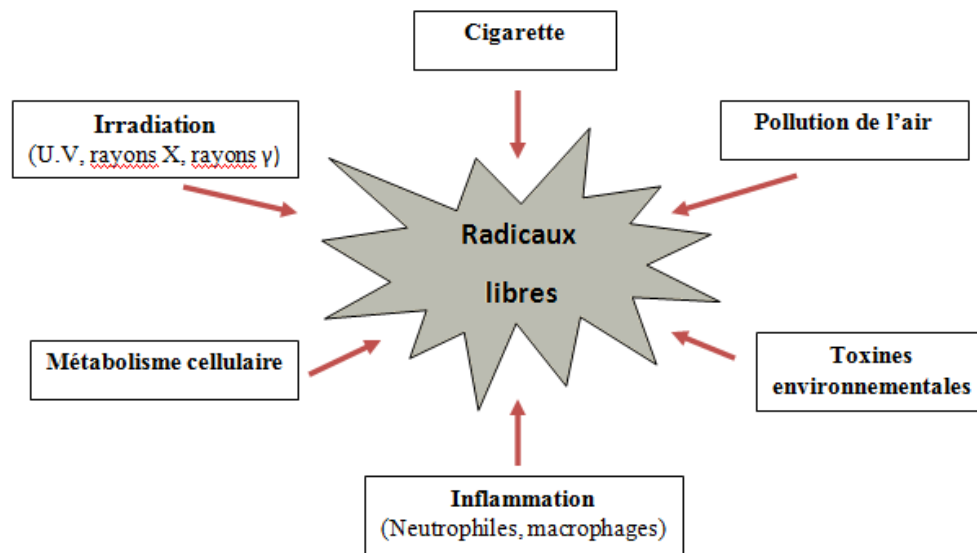 Cigarette
Irradiation
(U.V, rayons X, rayons γ)
Pollution de l’air
Radicaux
libres
Métabolisme cellulaire
Toxines
environnementales
Inflammation
(Neutrophiles, macrophages)